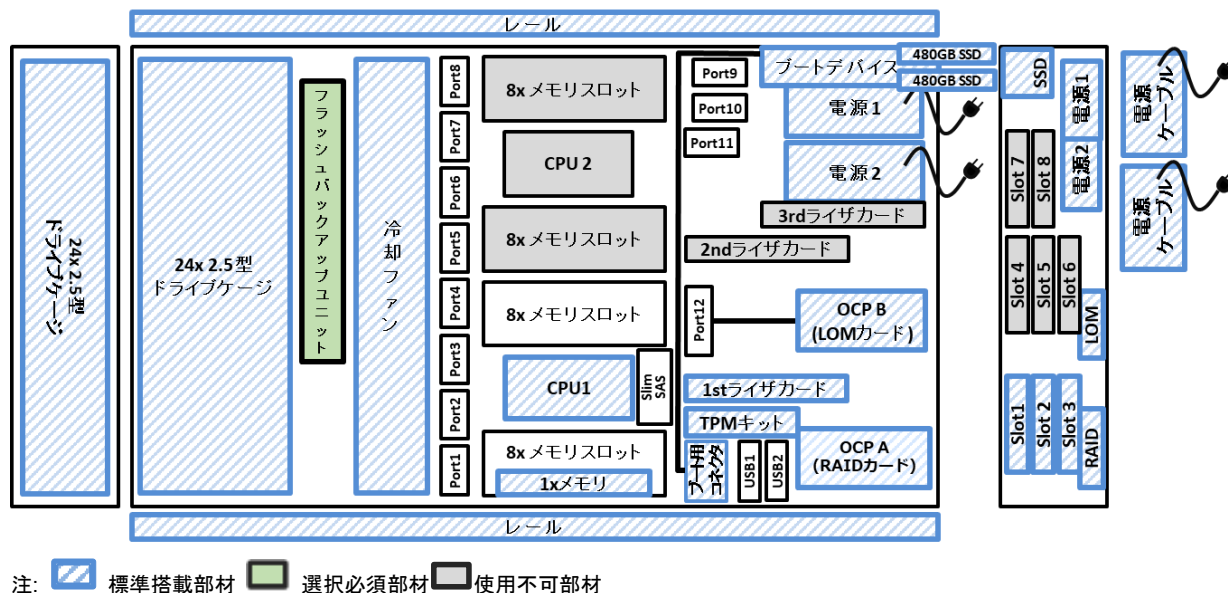 レール
24x 2.5型
ドライブケージ
24x 2.5型
ドライブケージ
フラッシュバックアップユニット
冷却ファン
Port8
Port7
Port6
Port5
Port4
Port3
Port2
Port1
8x メモリスロット
CPU 2
8x メモリスロット
8x メモリスロット
CPU1
Slim
SAS
8x メモリスロット
1xメモリ
Port9
Port10
Port11
ブートデバイス
480GB SSD
480GB SSD
電源1
電源2
3rdライザカード
2ndライザカード
Port12
OCP B
(LOMカード)
1stライザカード
TPMキット
OCP A
(RAIDカード)
ブート用
コネクタ
USB1
USB2
SSD
電源1
電源2
Slot 7
Slot 8
Slot 4
Slot 5
Slot 6
LOM
Slot1
Slot 2
Slot 3
RAID
電源
ケーブル
電源
ケーブル
レール
注: 標準搭載部材 選択必須部材 使用不可部材